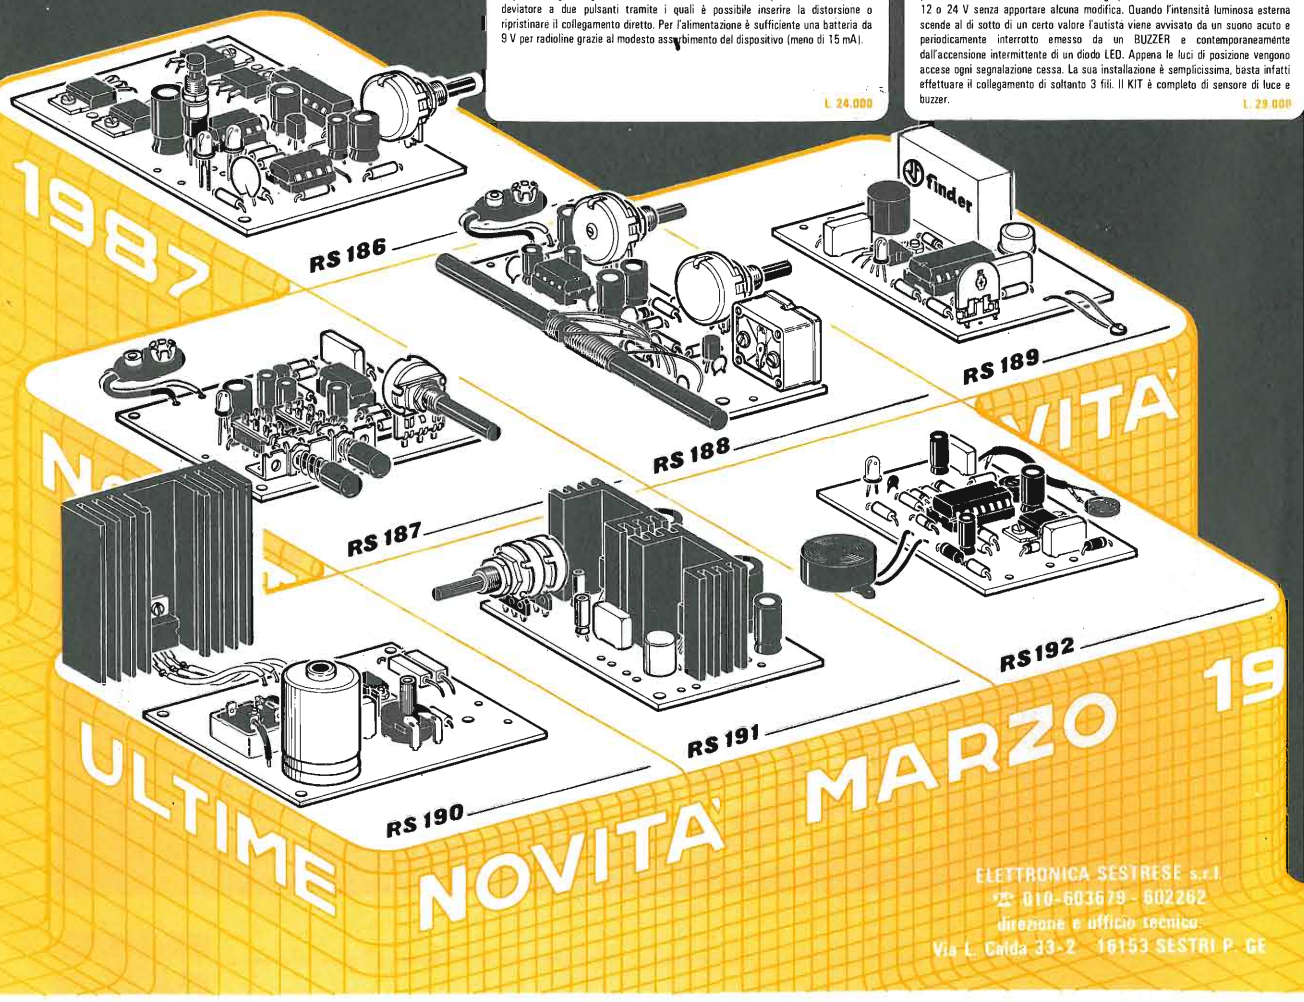 deviatore a due pulsanti tramite i quali è possibile inserire la distorsione o
ripristinare il collegamento diretto. Per l'alimentazione è sufficiente una batteria da
9 V per radioline grazie al modesto assorbimento del dispositivo (meno di 15 mA).
L. 24.000
12 o 24 V senza apportare alcuna modifica. Quando l'intensità luminosa esterna
scende al di sotto di un certo valore l'autista viene avvisato da un suono acuto e
periodicamente interrotto emesso da un BUZZER e contemporaneamente
dall'accensione intermittente di un diodo LED. Appena le luci di posizione vengono
accese ogni segnalazione cessa. La sua installazione è semplicissima, basta infatti
effettuare il collegamento di soltanto 3 fili. Il KIT è completo di sensore di luce e
buzzer.
L. 29.000
1987
RS 186
finder
RS 189
RS 188
NO
VITA'
RS 187
RS 192
RS 191
RS 190
ULTIME NOVITA' MARZO 19
ELETTRONICA SESTRESE s.r.l.
☎ 010-603679 - 602262
direzione e ufficio tecnico:
Via L. Calda 33-2 16153 SESTRI P. GE